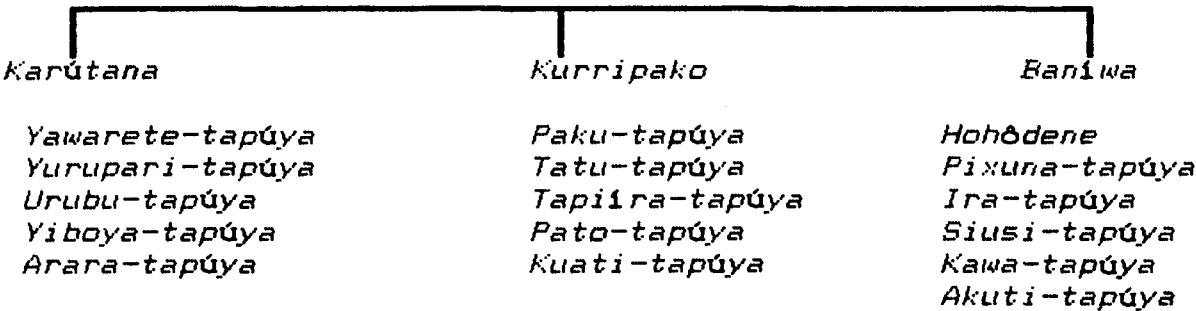 Karútana Kurripako Baníwa
Yawarete-tapúya Paku-tapúya Hohôdene
Yurupari-tapúya Tatu-tapúya Pixuna-tapúya
Urubu-tapúya Tapiíra-tapúya Ira-tapúya
Yiboya-tapúya Pato-tapúya Siusi-tapúya
Arara-tapúya Kuati-tapúya Kawa-tapúya
Akuti-tapúya